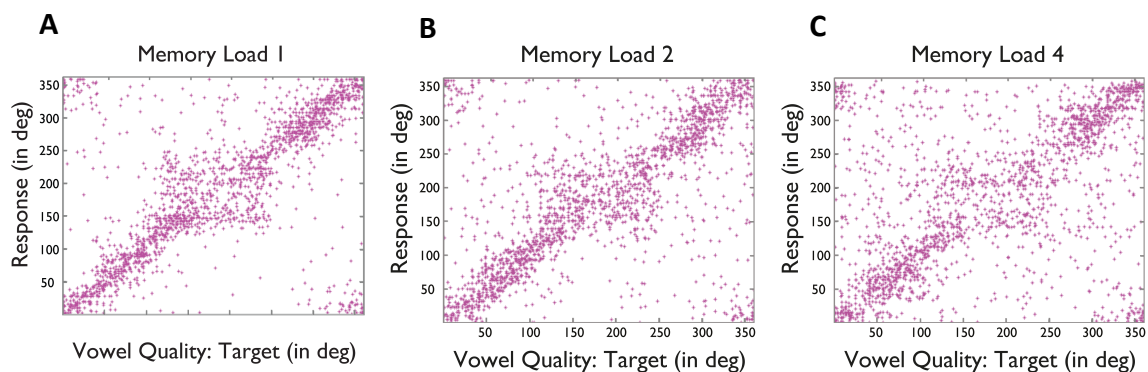 A
Memory Load 1
Response (in deg)
350
300
250
200
150
100
50
Vowel Quality: Target (in deg)
B
Memory Load 2
Response (in deg)
350
300
250
200
150
100
50
50 100 150 200 250 300 350
Vowel Quality: Target (in deg)
C
Memory Load 4
Response (in deg)
350
300
250
200
150
100
50
50 100 150 200 250 300 350
Vowel Quality: Target (in deg)